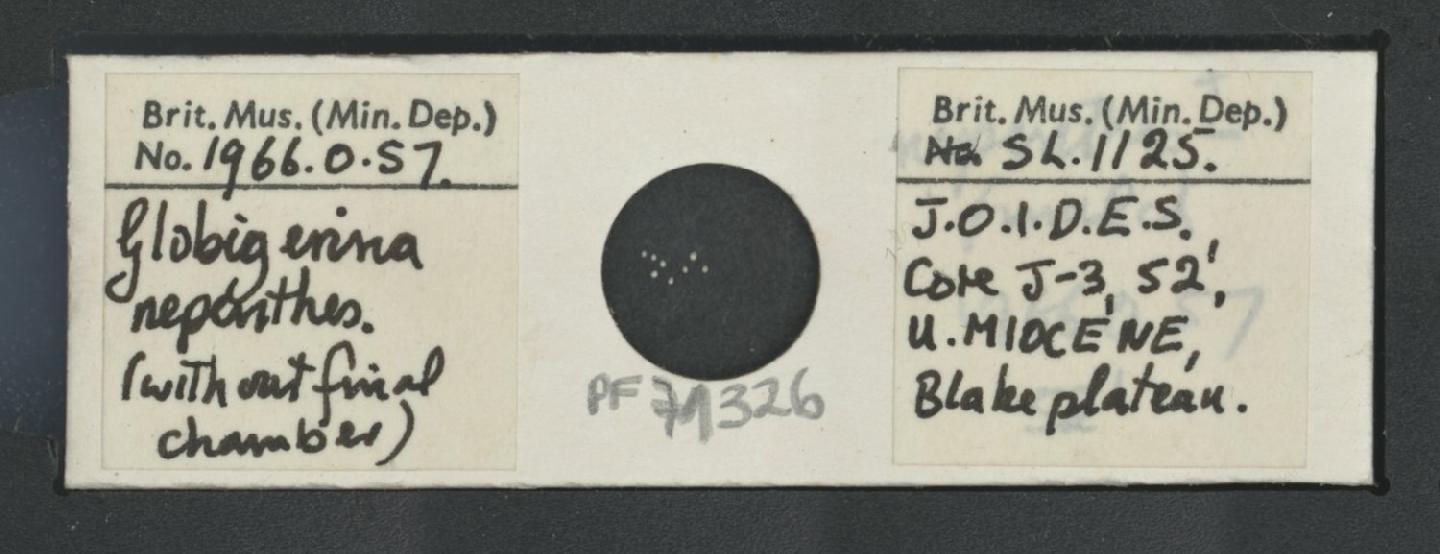 Brit. Mus. (Min. Dep.)
No. 1966.0.57.
Globigerina
nepenthes.
(without final
chamber)
PF 71326
Brit. Mus. (Min. Dep.)
No. SL.1125.
J.O.I.D.E.S.
Core J-3, 52',
U.MIOCENE,
Blake plateau.